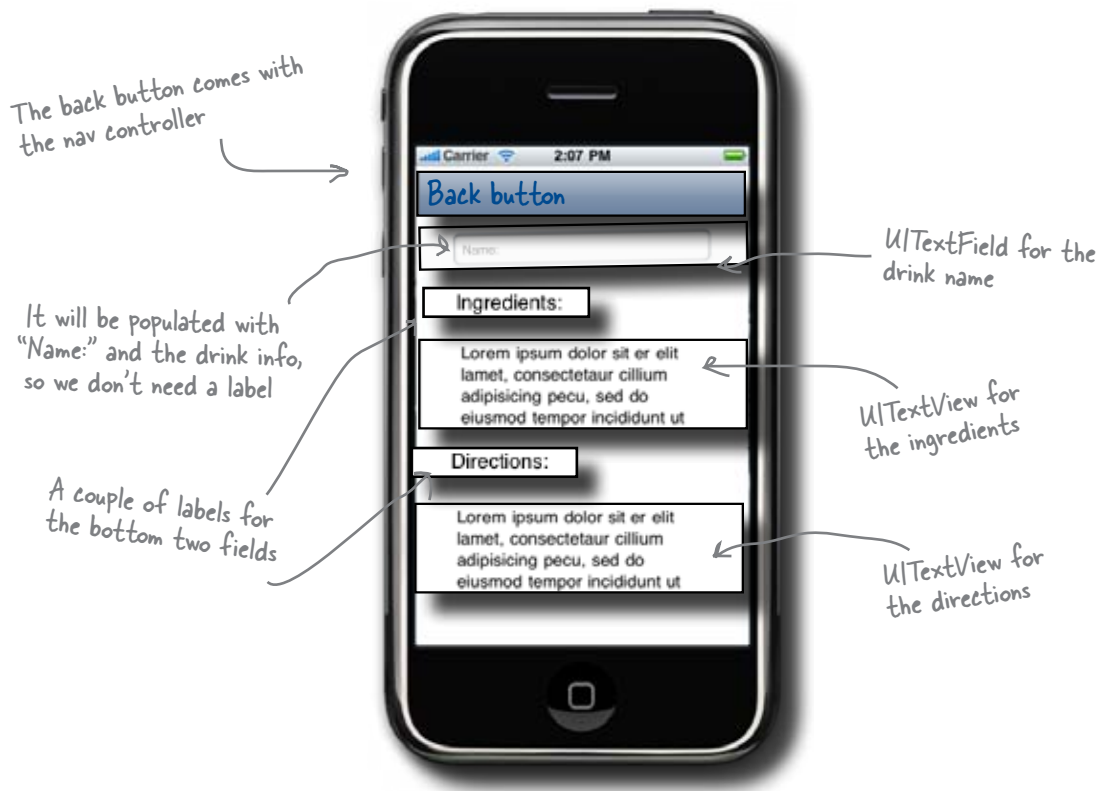 The back button comes with
the nav controller
Carrier
2:07 PM
Back button
Name:
UITextField for the
drink name
It will be populated with
“Name:” and the drink info,
so we don't need a label
Ingredients:
Lorem ipsum dolor sit er elit
lamet, consectetaur cillium
adipisicing pecu, sed do
eiusmod tempor incididunt ut
UITextView for
the ingredients
A couple of labels for
the bottom two fields
Directions:
Lorem ipsum dolor sit er elit
lamet, consectetaur cillium
adipisicing pecu, sed do
eiusmod tempor incididunt ut
UITextView for
the directions